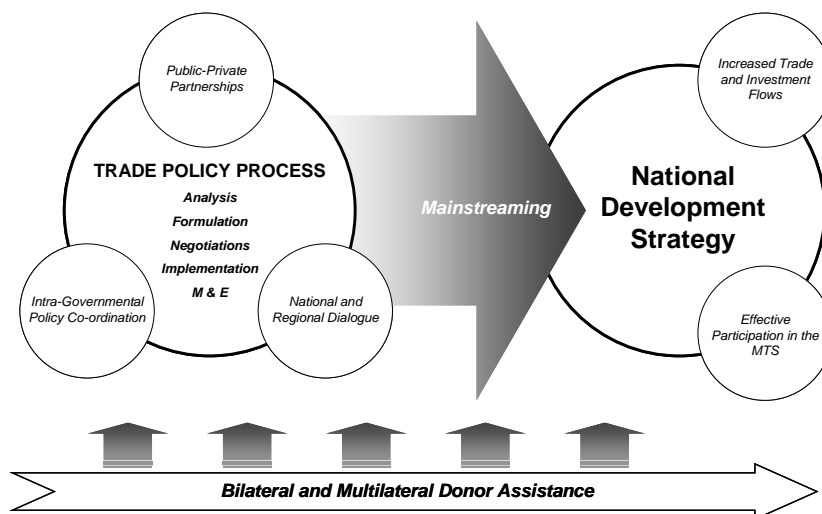 Public-Private
Partnerships
TRADE POLICY PROCESS
Analysis
Formulation
Negotiations
Implementation
M & E
Intra-Governmental
Policy Co-ordination
National and
Regional Dialogue
Mainstreaming
Increased Trade
and Investment
Flows
National
Development
Strategy
Effective
Participation in the
MTS
Bilateral and Multilateral Donor Assistance